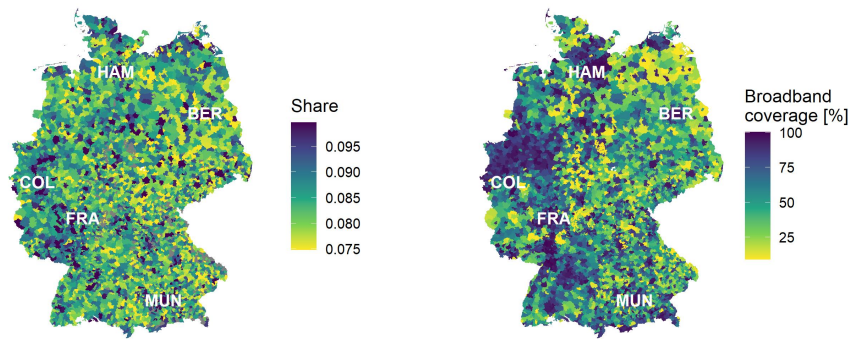 HAM
BER
COL
FRA
MUN
Share
0.095
0.090
0.085
0.080
0.075
HAM
BER
COL
FRA
MUN
Broadband
coverage [%]
100
75
50
25